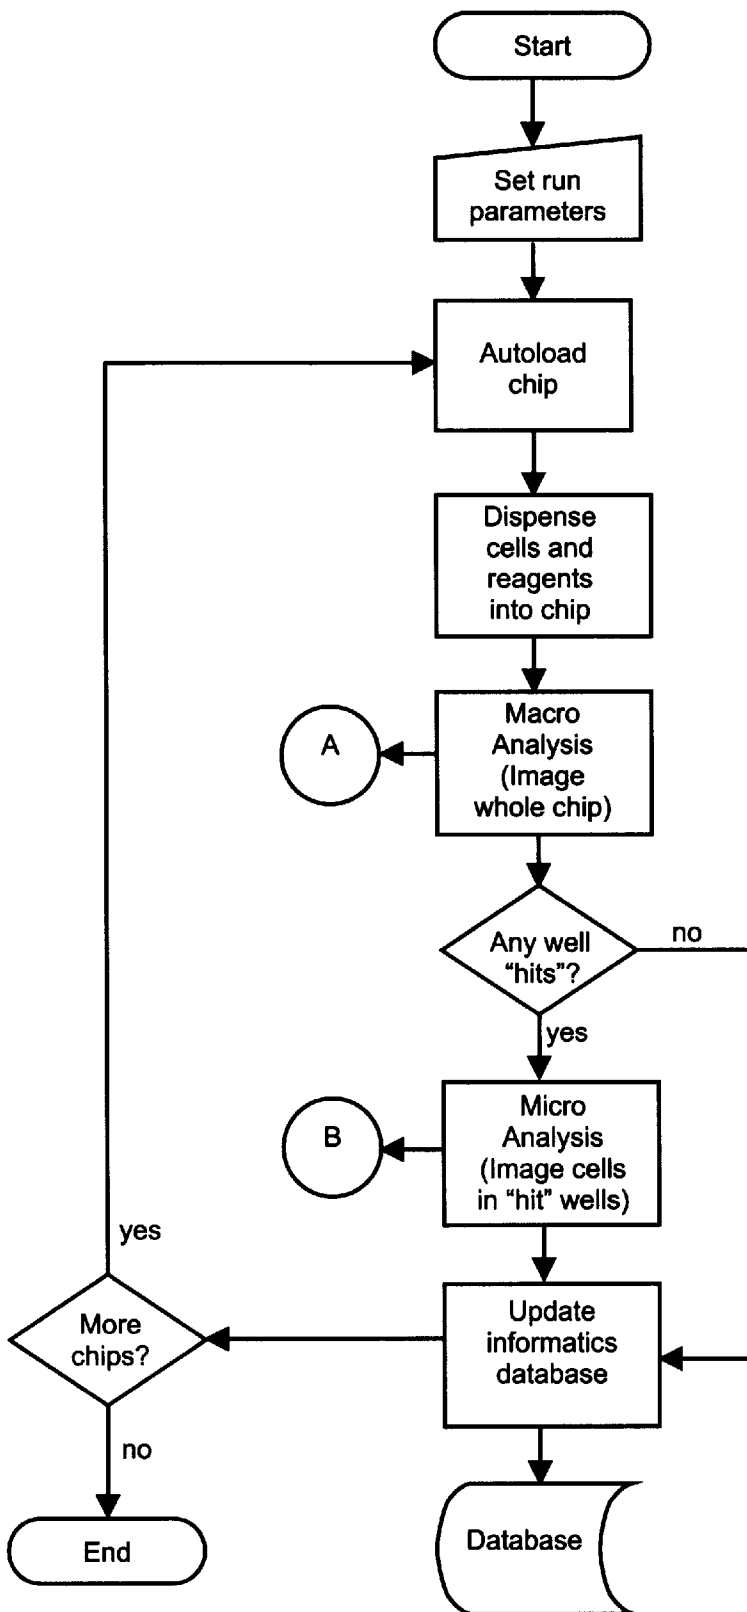 Start
Set run
parameters
Autoload
chip
Dispense
cells and
reagents
into chip
Macro
Analysis
(Image
whole chip)
A
Any well
“hits”?
no
yes
Micro
Analysis
(Image cells
in “hit” wells)
B
yes
Update
informatics
database
More
chips?
no
Database
End